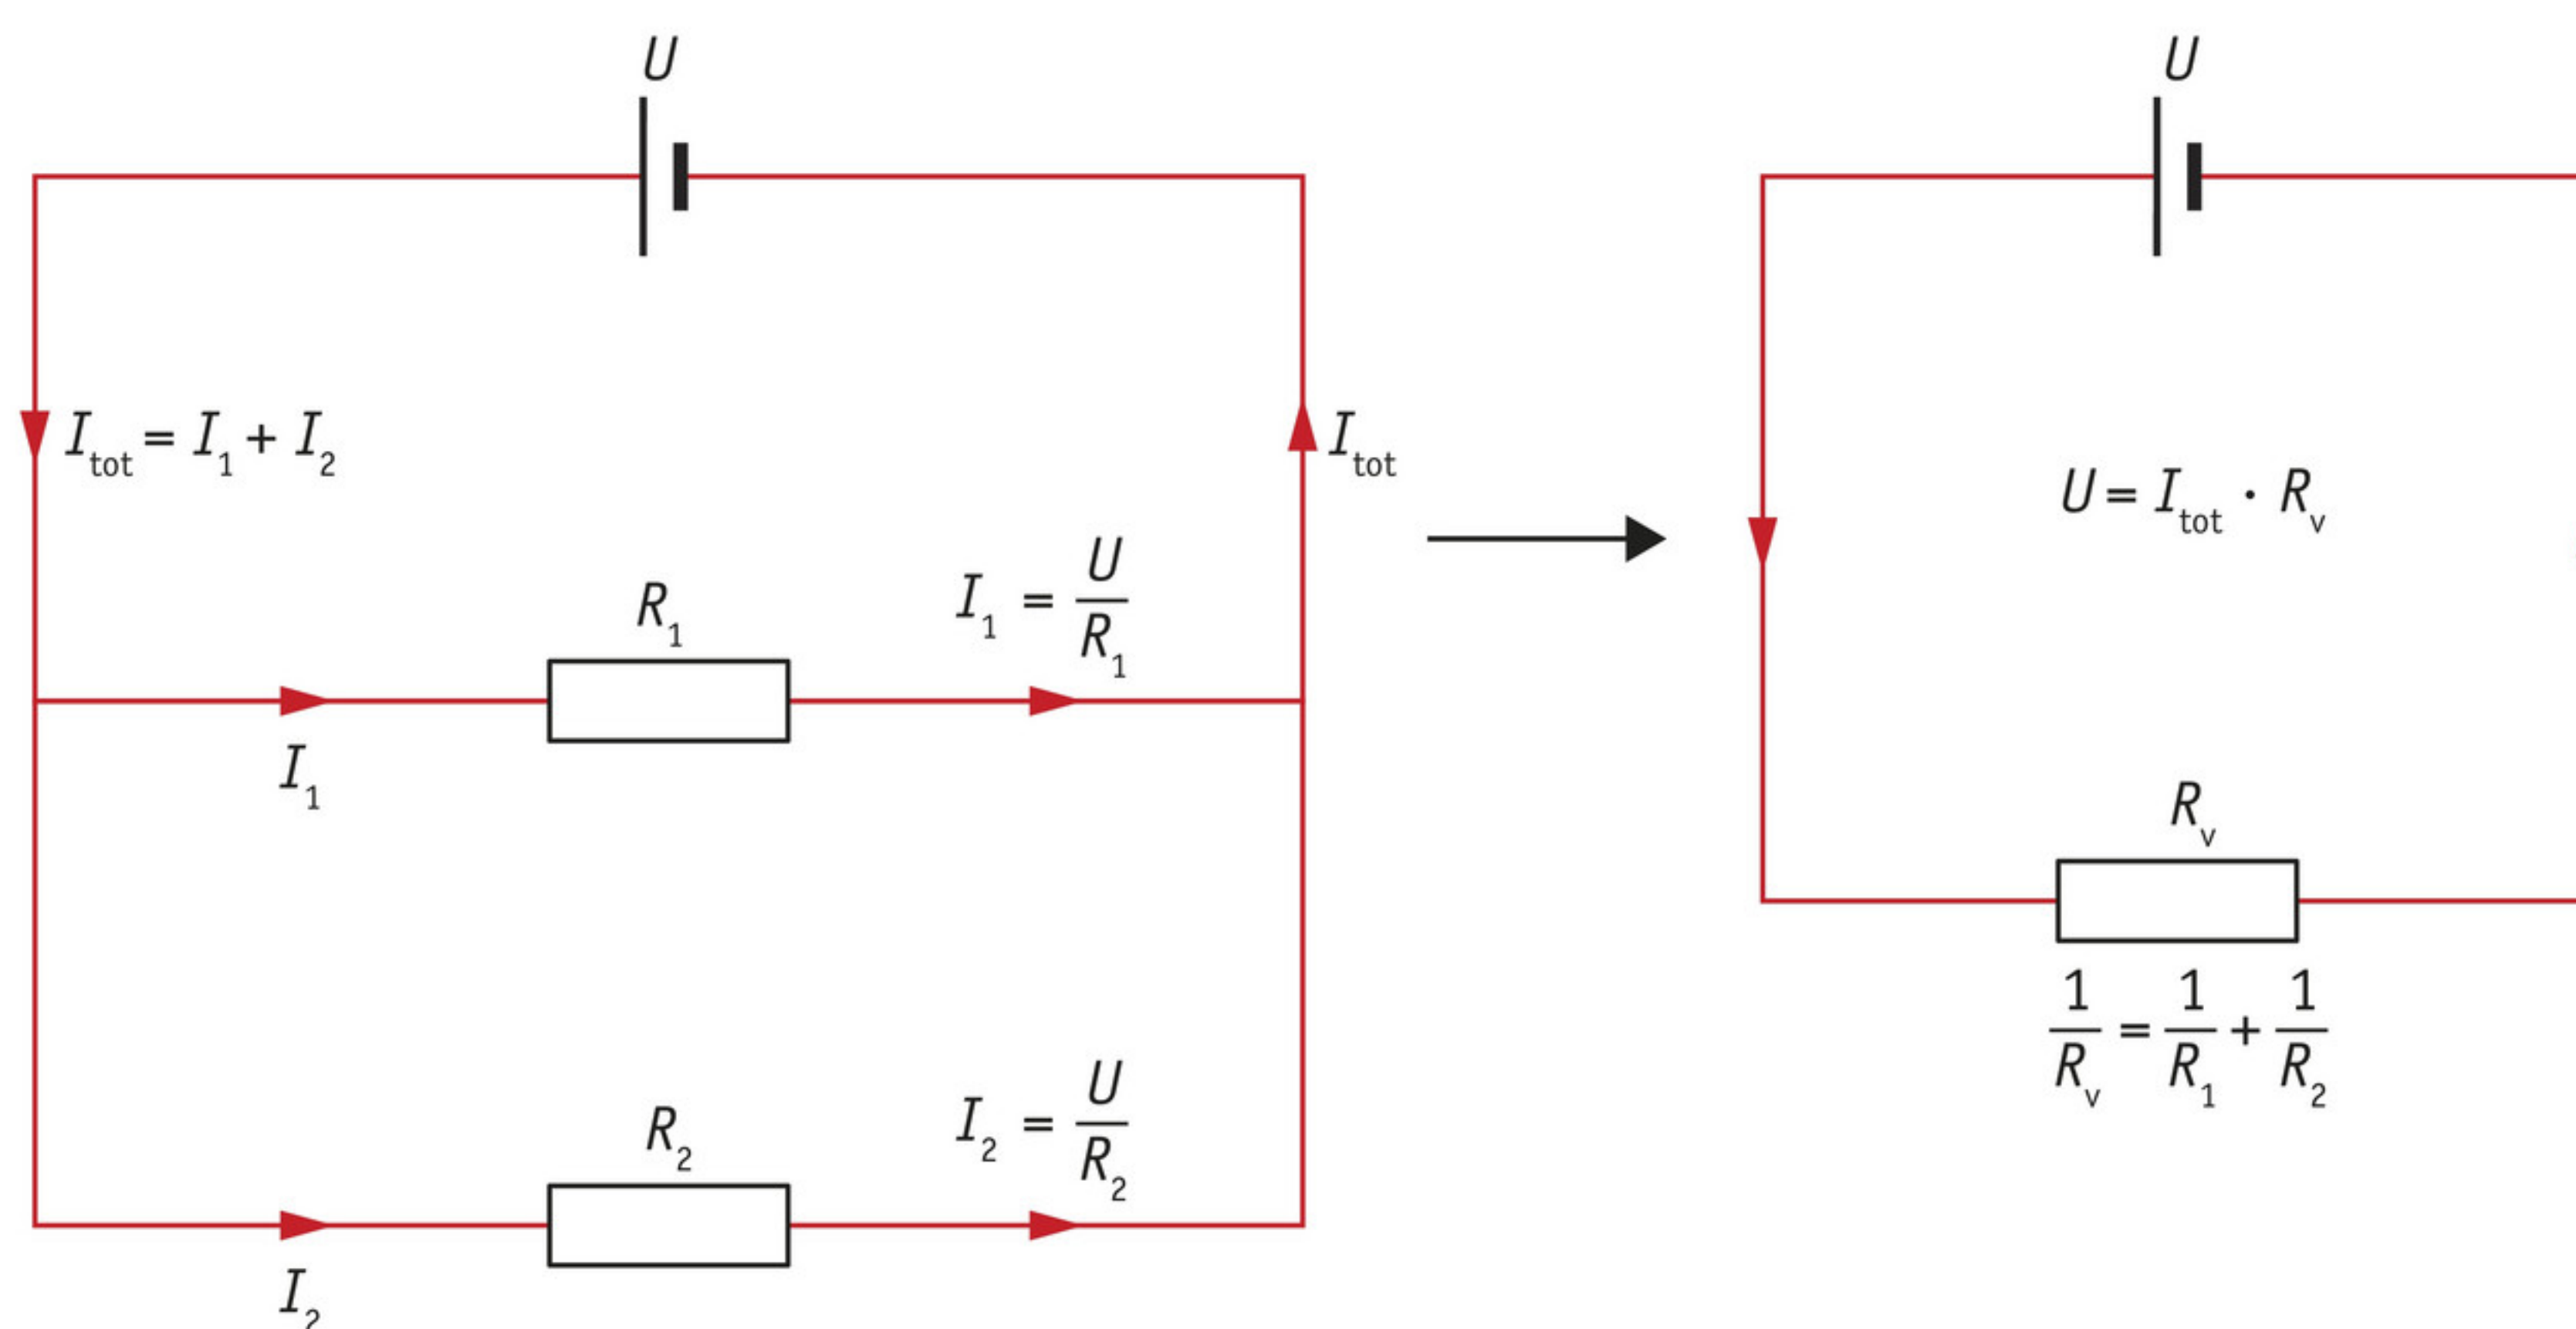 U
I_tot = I_1 + I_2
I_tot
R_1
I_1 = U/R_1
I_1
R_2
I_2 = U/R_2
I_2
U
U = I_tot · R_v
R_v
1/R_v = 1/R_1 + 1/R_2